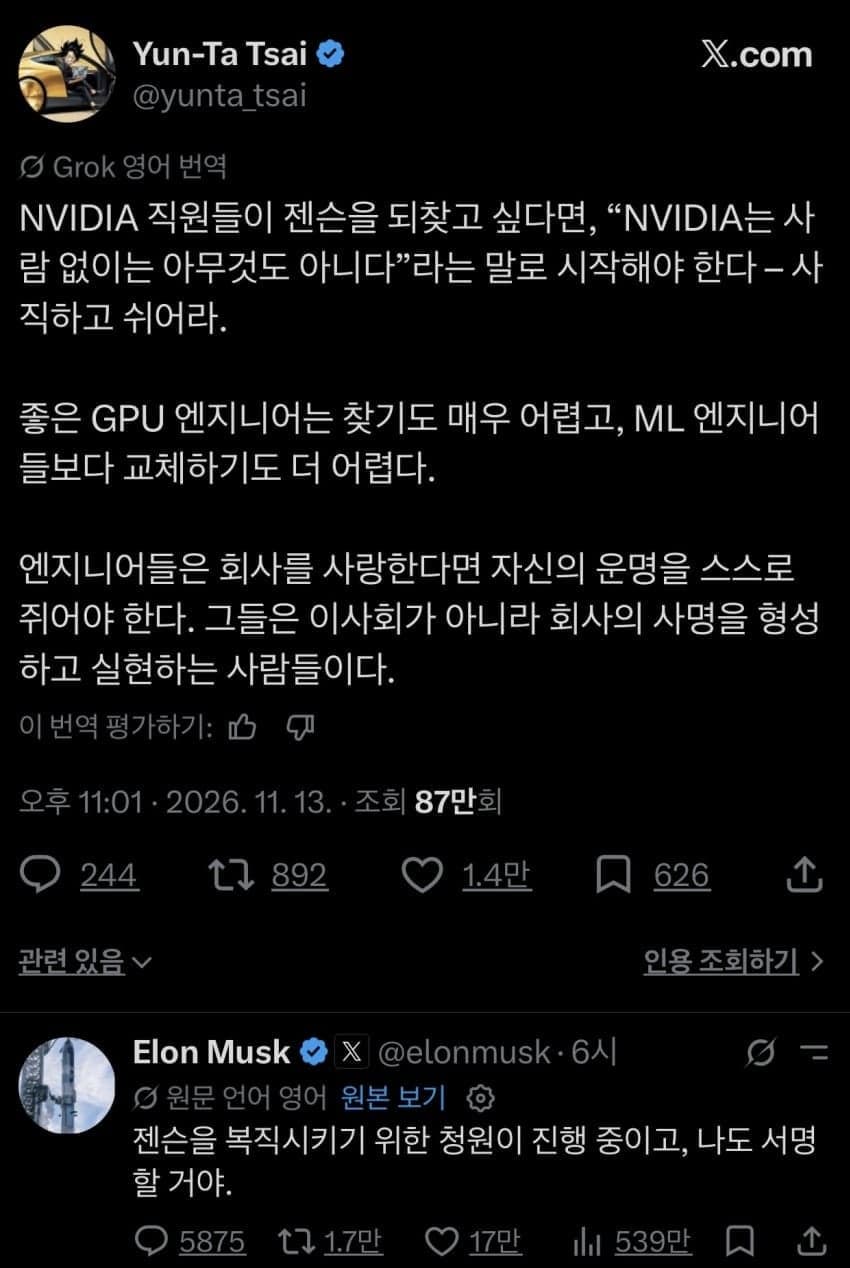 Yun-Ta Tsai
X.com
@yunta_tsai
Grok 영어 번역
NVIDIA 직원들이 젠슨을 되찾고 싶다면, “NVIDIA는 사
람 없이는 아무것도 아니다”라는 말로 시작해야 한다 – 사
직하고 쉬어라.
좋은 GPU 엔지니어는 찾기도 매우 어렵고, ML 엔지니어
들보다 교체하기도 더 어렵다.
엔지니어들은 회사를 사랑한다면 자신의 운명을 스스로
쥐어야 한다. 그들은 이사회가 아니라 회사의 사명을 형성
하고 실현하는 사람들이다.
이 번역 평가하기:
오후 11:01 · 2026. 11. 13. · 조회 87만회
244 892 1.4만 626
관련 있음 인용 조회하기
Elon Musk X @elonmusk · 6시
원문 언어 영어 원본 보기
젠슨을 복직시키기 위한 청원이 진행 중이고, 나도 서명
할 거야.
5875 1.7만 17만 539만